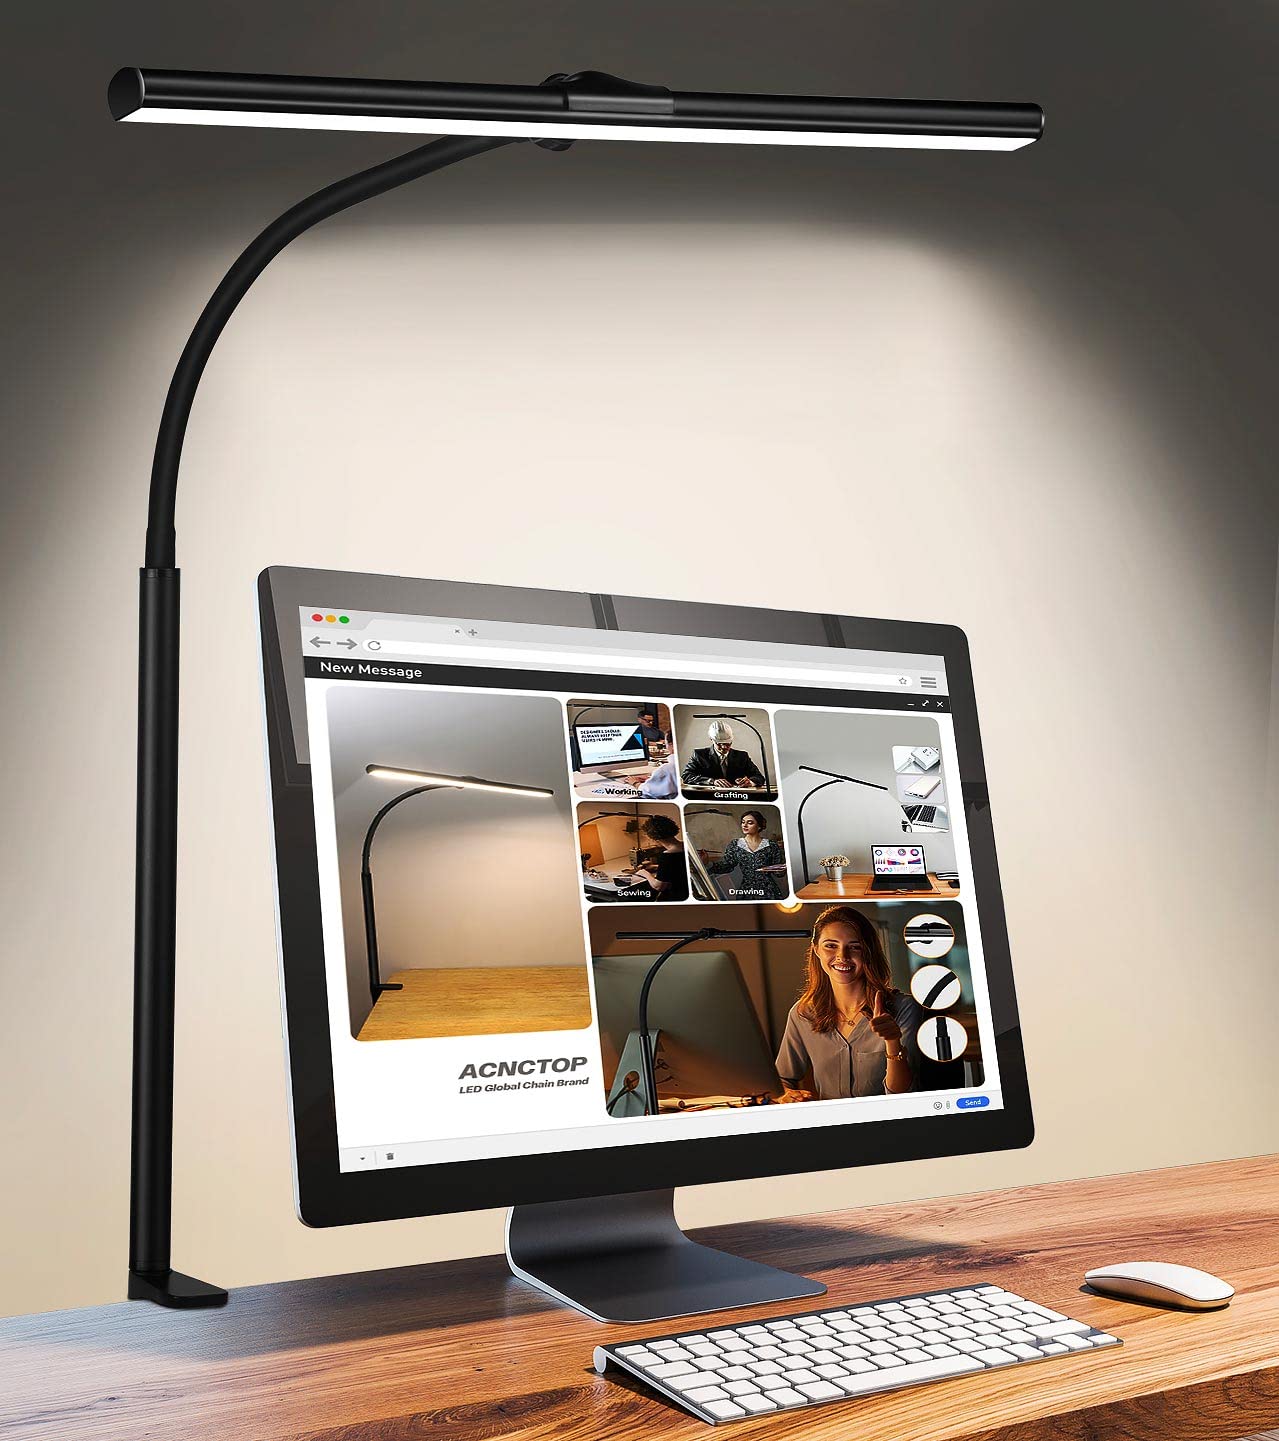 New Message
DESIGNERS SHOULD
ALWAYS KEEP THEIR
USERS IN MIND.
Working
Grafting
Sewing
Drawing
ACNCTOP
LED Global Chain Brand
Send